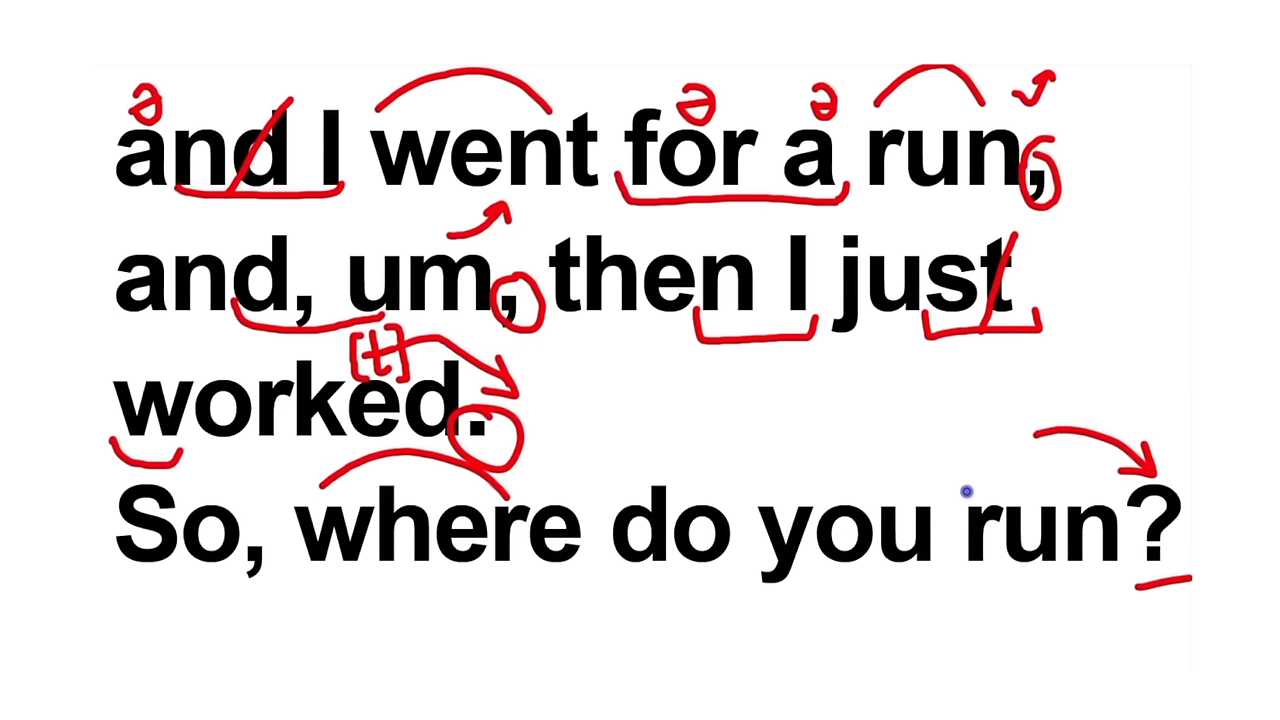 and I went for a run,
and, um, then I just
[t]
worked.
So, where do you run?